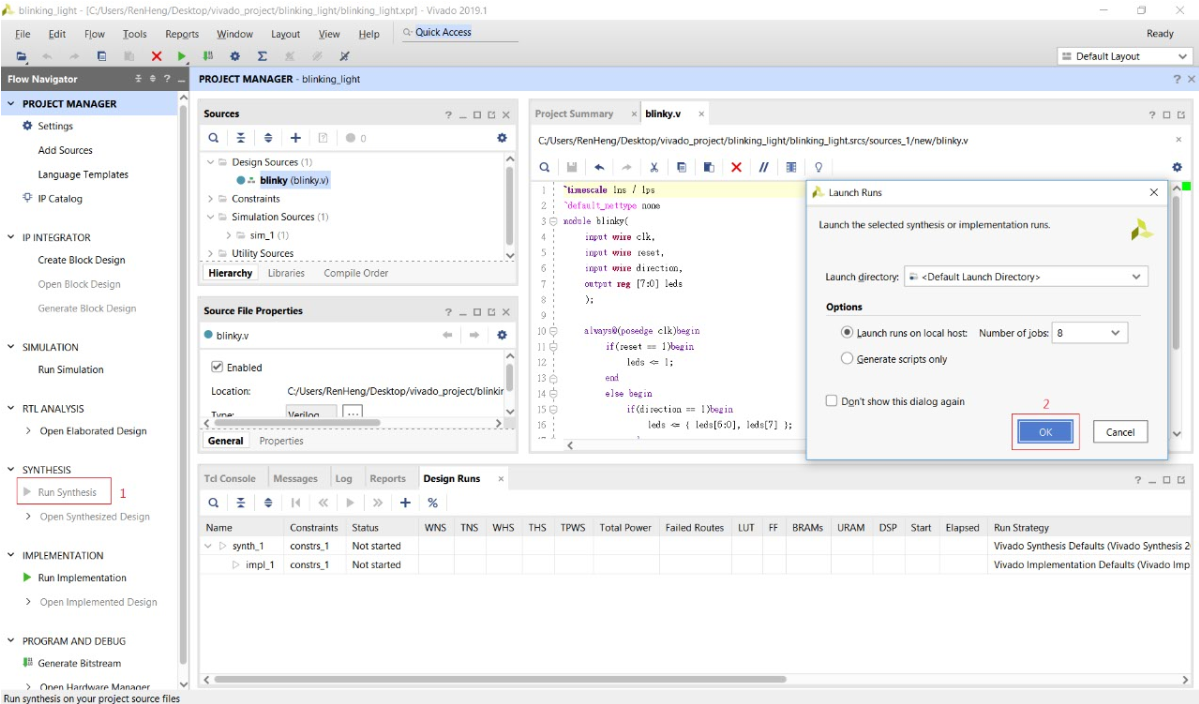 blinking_light - [C:/Users/RenHeng/Desktop/vivado_project/blinking_light/blinking_light.xpr] - Vivado 2019.1
File Edit Flow Tools Reports Window Layout View Help Quick Access Ready
Default Layout
Flow Navigator
PROJECT MANAGER
Settings
Add Sources
Language Templates
IP Catalog
IP INTEGRATOR
Create Block Design
Open Block Design
Generate Block Design
SIMULATION
Run Simulation
RTL ANALYSIS
Open Elaborated Design
SYNTHESIS
Run Synthesis 1
Open Synthesized Design
IMPLEMENTATION
Run Implementation
Open Implemented Design
PROGRAM AND DEBUG
Generate Bitstream
Open Hardware Manager
PROJECT MANAGER - blinking_light
Sources
0
Design Sources (1)
blinky (blinky.v)
Constraints
Simulation Sources (1)
sim_1 (1)
Utility Sources
Hierarchy Libraries Compile Order
Source File Properties
blinky.v
Enabled
Location: C:/Users/RenHeng/Desktop/vivado_project/blinkir
Type: Verilog ...
General Properties
Project Summary blinky.v
C:/Users/RenHeng/Desktop/vivado_project/blinking_light/blinking_light.srcs/sources_1/new/blinky.v
1 `timescale 1ns / 1ps
2 `default_nettype none
3 module blinky(
4 input wire clk,
5 input wire reset,
6 input wire direction,
7 output reg [7:0] leds
8 );
9
10 always@(posedge clk)begin
11 if(reset == 1)begin
12 leds <= 1;
13 end
14 else begin
15 if(direction == 1)begin
16 leds <= { leds[6:0], leds[7] };
Launch Runs
Launch the selected synthesis or implementation runs.
Launch directory: <Default Launch Directory>
Options
Launch runs on local host: Number of jobs: 8
Generate scripts only
Don't show this dialog again
2
OK Cancel
Tcl Console Messages Log Reports Design Runs
Name Constraints Status WNS TNS WHS THS TPWS Total Power Failed Routes LUT FF BRAMs URAM DSP Start Elapsed Run Strategy
synth_1 constrs_1 Not started Vivado Synthesis Defaults (Vivado Synthesis 2
impl_1 constrs_1 Not started Vivado Implementation Defaults (Vivado Imp
Run synthesis on your project source files